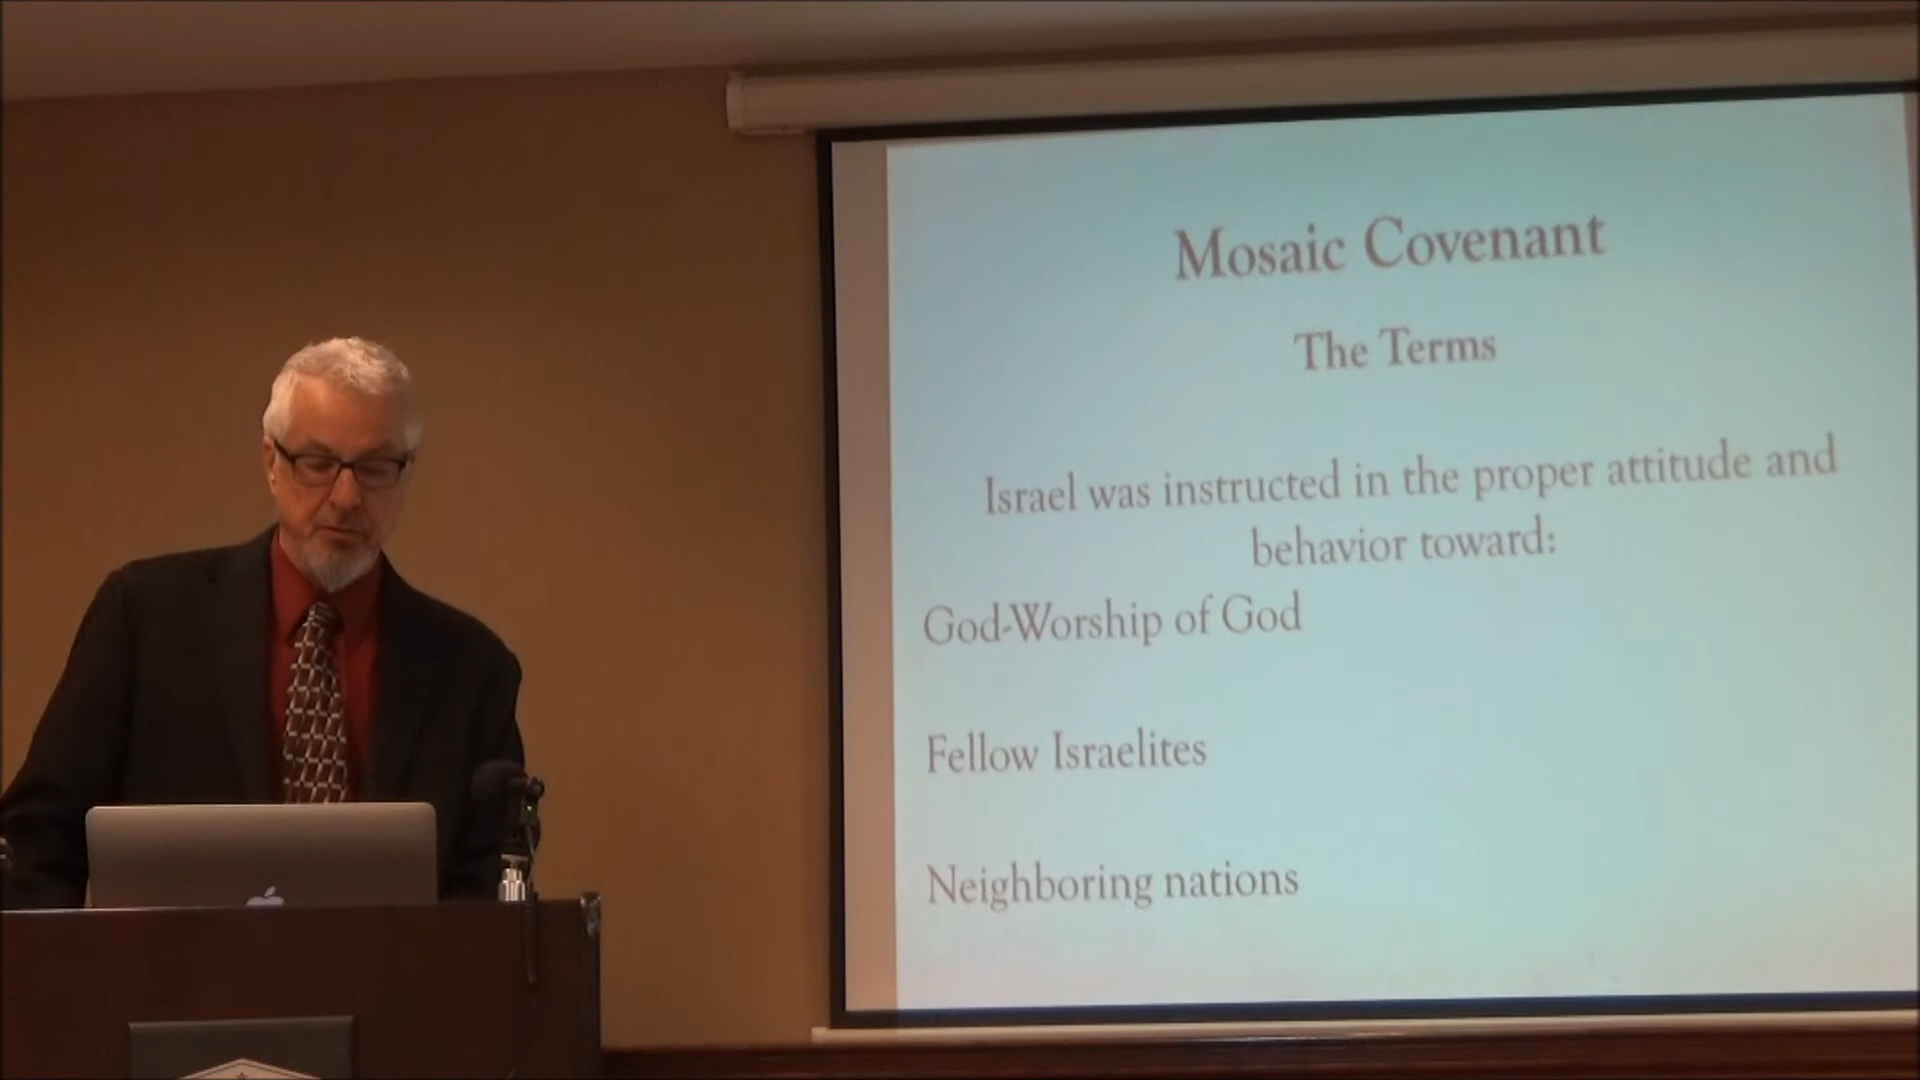 Mosaic Covenant
The Terms
Israel was instructed in the proper attitude and
behavior toward:
God-Worship of God
Fellow Israelites
Neighboring nations